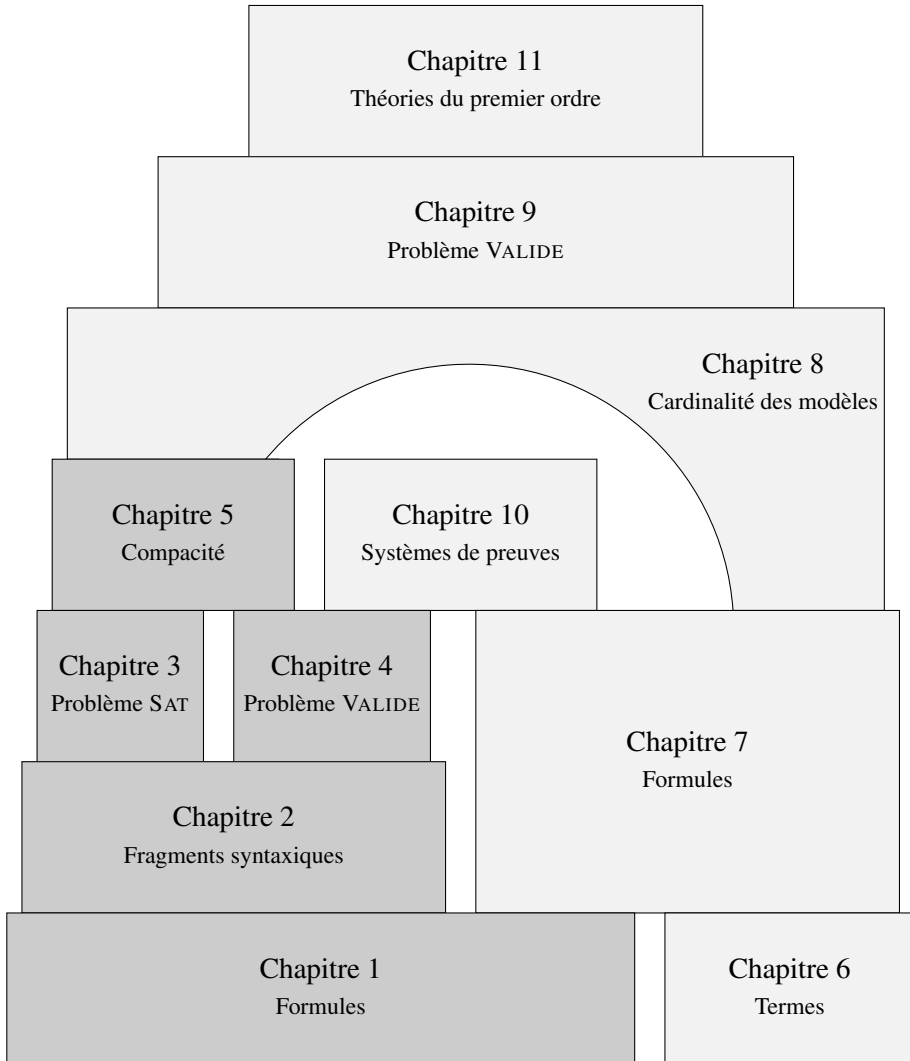 Chapitre 11
Théories du premier ordre
Chapitre 9
Problème VALIDE
Chapitre 8
Cardinalité des modèles
Chapitre 5
Compacité
Chapitre 10
Systèmes de preuves
Chapitre 3
Problème SAT
Chapitre 4
Problème VALIDE
Chapitre 7
Formules
Chapitre 2
Fragments syntaxiques
Chapitre 1
Formules
Chapitre 6
Termes